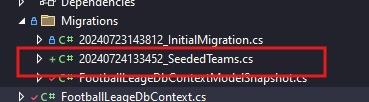 Dependencies
Migrations
C# 20240723143812_InitialMigration.cs
+ C# 20240724133452_SeededTeams.cs
C# FootballLeageDbContextModelSnapshot.cs
C# FootballLeageDbContext.cs